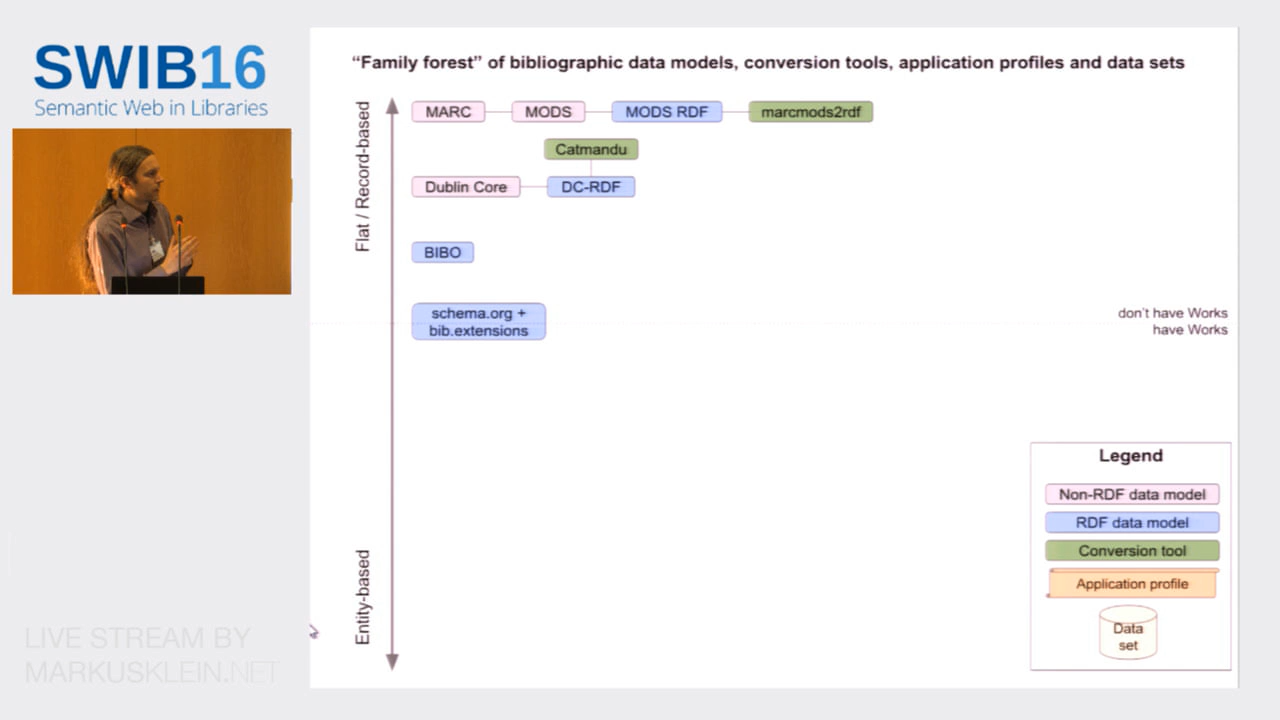 SWIB16
Semantic Web in Libraries
“Family forest” of bibliographic data models, conversion tools, application profiles and data sets
Flat / Record-based
MARC
MODS
MODS RDF
marcmods2rdf
Catmandu
Dublin Core
DC-RDF
BIBO
schema.org +
bib.extensions
don't have Works
have Works
Entity-based
Legend
Non-RDF data model
RDF data model
Conversion tool
Application profile
Data
set
LIVE STREAM BY
MARKUSKLEIN.NET